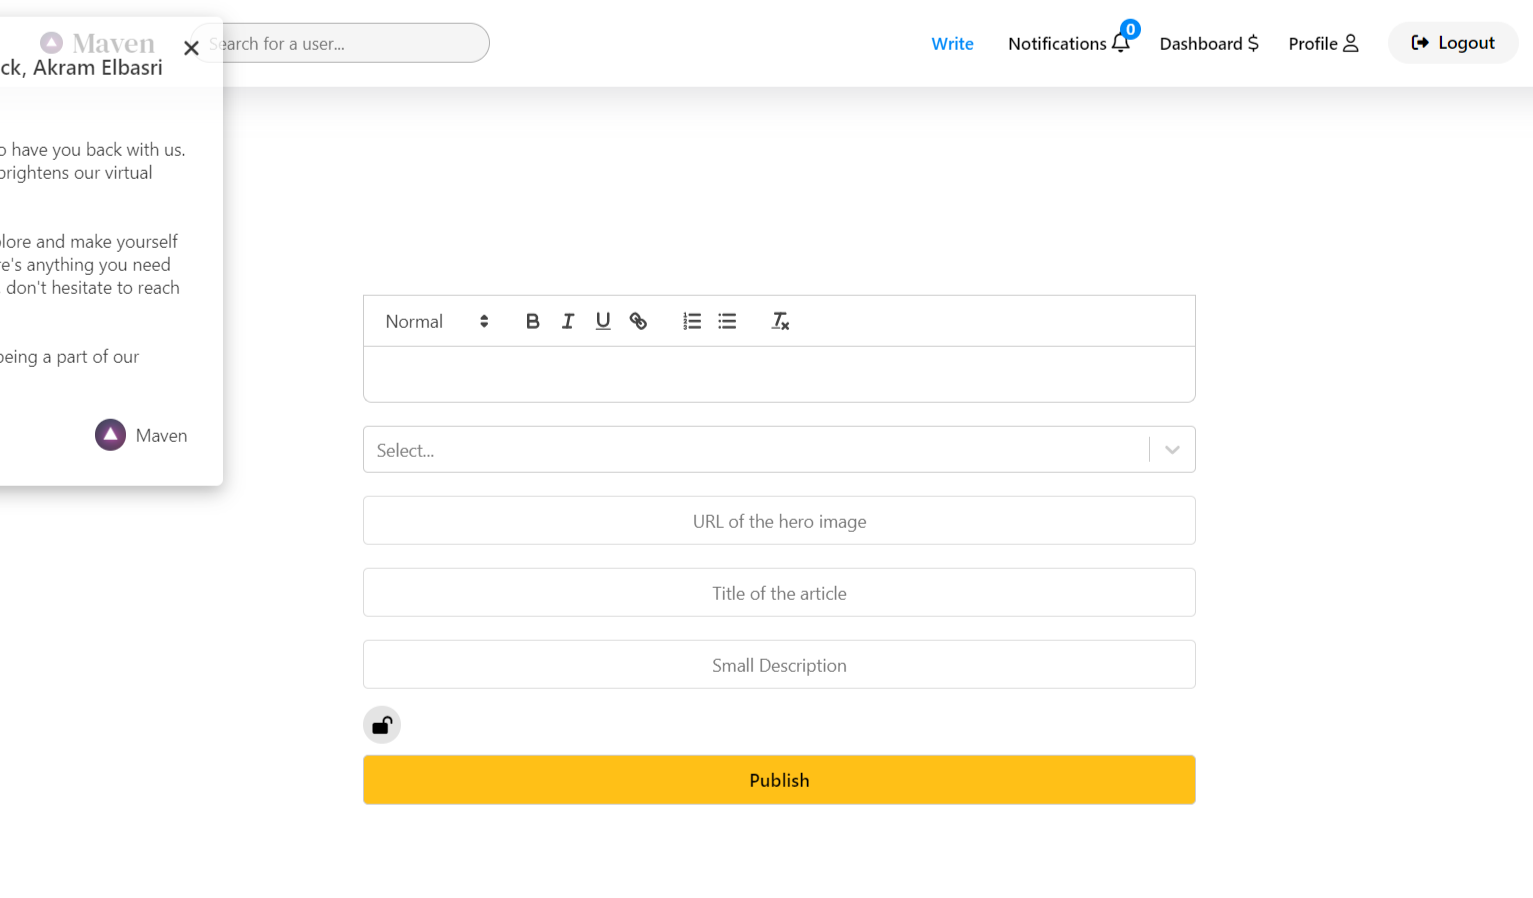 Maven
Search for a user...
Write
Notifications
0
Dashboard $
Profile
Logout
ck, Akram Elbasri
o have you back with us.
brightens our virtual
lore and make yourself
re's anything you need
don't hesitate to reach
being a part of our
Maven
Normal
B I U
Select...
URL of the hero image
Title of the article
Small Description
Publish